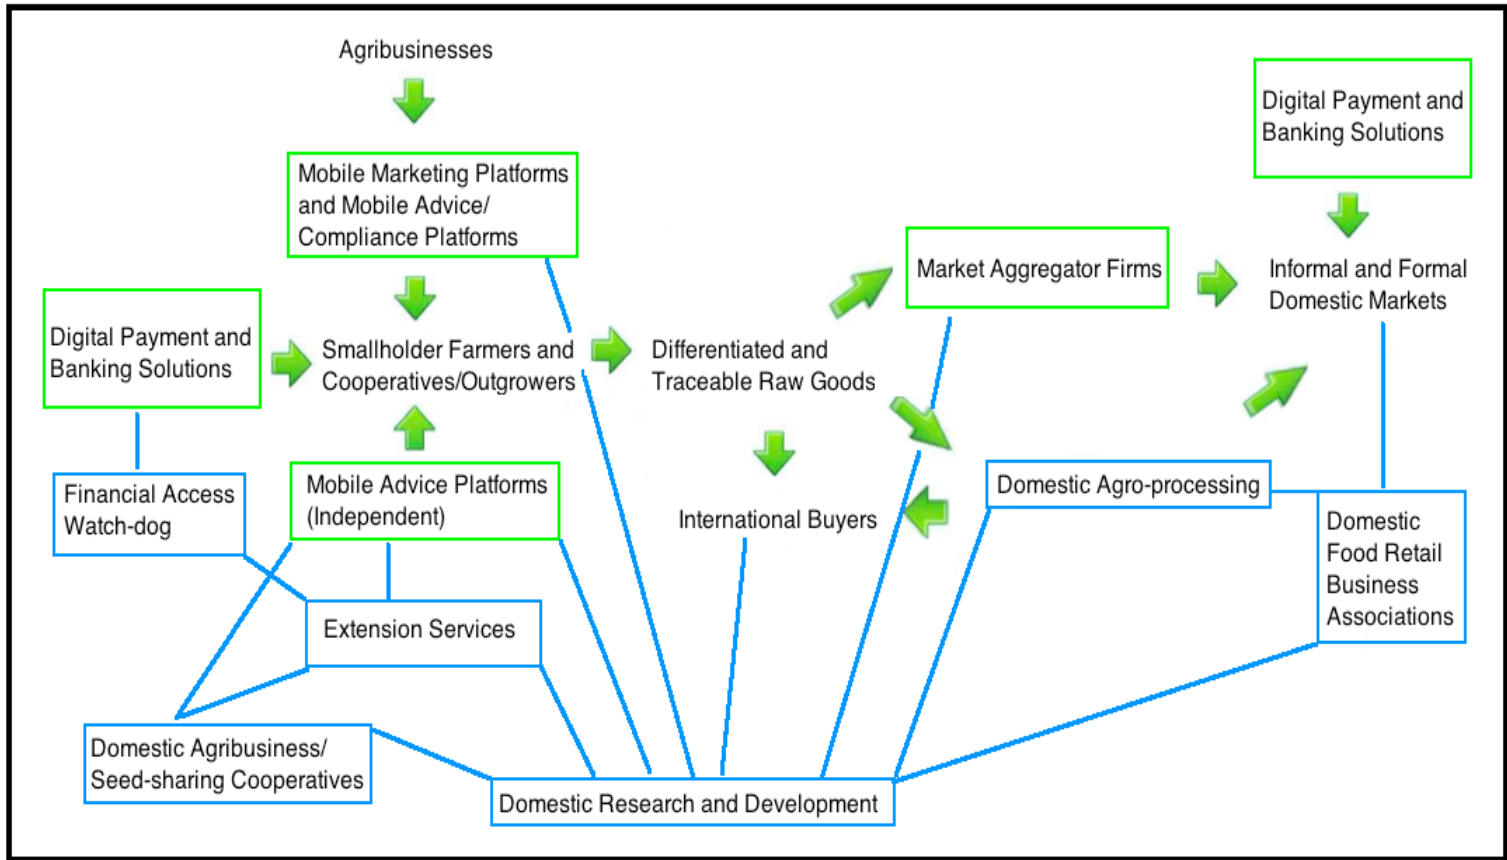 Agribusinesses
Mobile Marketing Platforms
and Mobile Advice/
Compliance Platforms
Digital Payment and
Banking Solutions
Market Aggregator Firms
Informal and Formal
Domestic Markets
Digital Payment and
Banking Solutions
Smallholder Farmers and
Cooperatives/Outgrowers
Differentiated and
Traceable Raw Goods
Financial Access
Watch-dog
Mobile Advice Platforms
(Independent)
International Buyers
Domestic Agro-processing
Domestic
Food Retail
Business
Associations
Extension Services
Domestic Agribusiness/
Seed-sharing Cooperatives
Domestic Research and Development